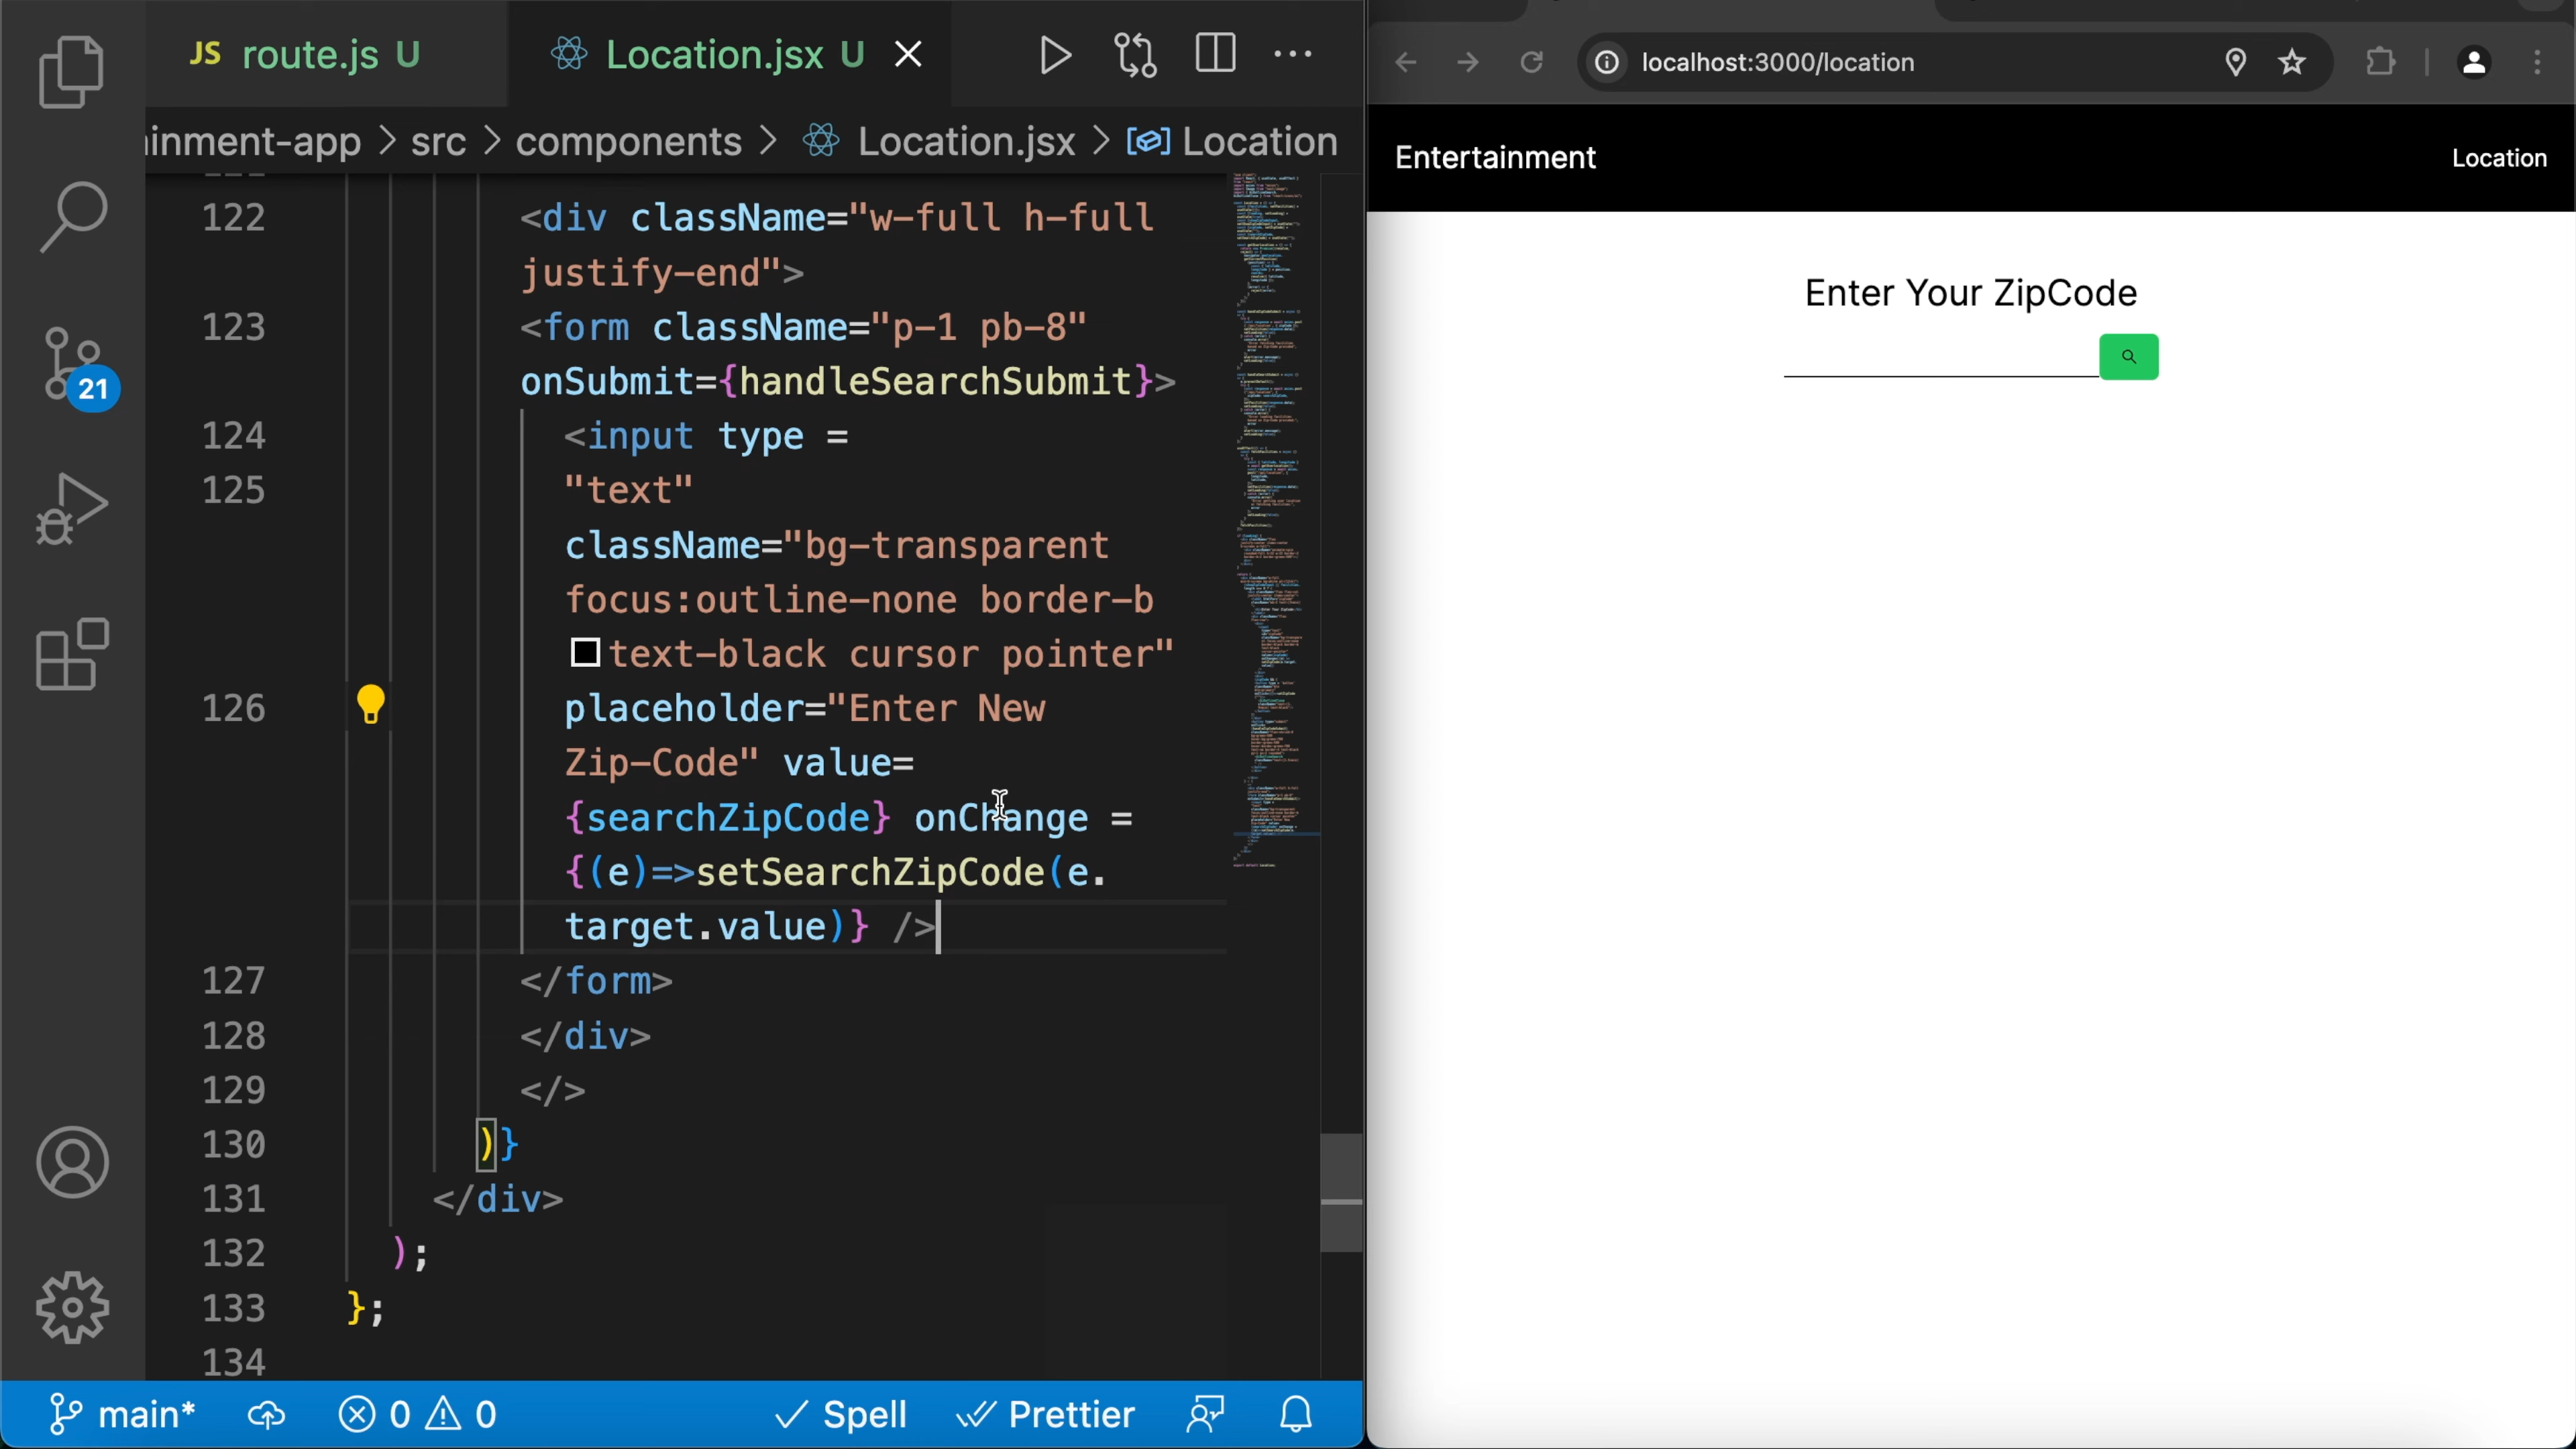 JS route.js U
Location.jsx U
inment-app > src > components > Location.jsx > Location
122 <div className="w-full h-full
justify-end">
123 <form className="p-1 pb-8"
onSubmit={handleSearchSubmit}>
124 <input type =
125 "text"
className="bg-transparent
focus:outline-none border-b
text-black cursor pointer"
126 placeholder="Enter New
Zip-Code" value=
{searchZipCode} onChange =
{(e)=>setSearchZipCode(e.
target.value)} />
127 </form>
128 </div>
129 </>
130 )}
131 </div>
132 );
133 };
134
21
main* 0 0 Spell Prettier
localhost:3000/location
Entertainment
Location
Enter Your ZipCode